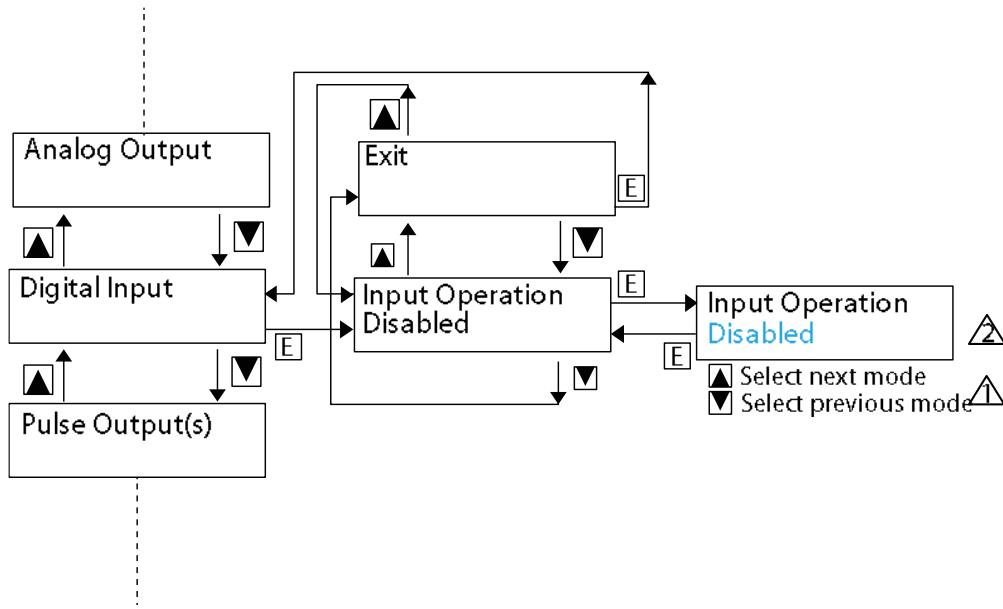 Analog Output
Exit
E
Digital Input
E
Input Operation
Disabled
E
E
Input Operation
Disabled
2
Select next mode
Select previous mode
1
Pulse Output(s)